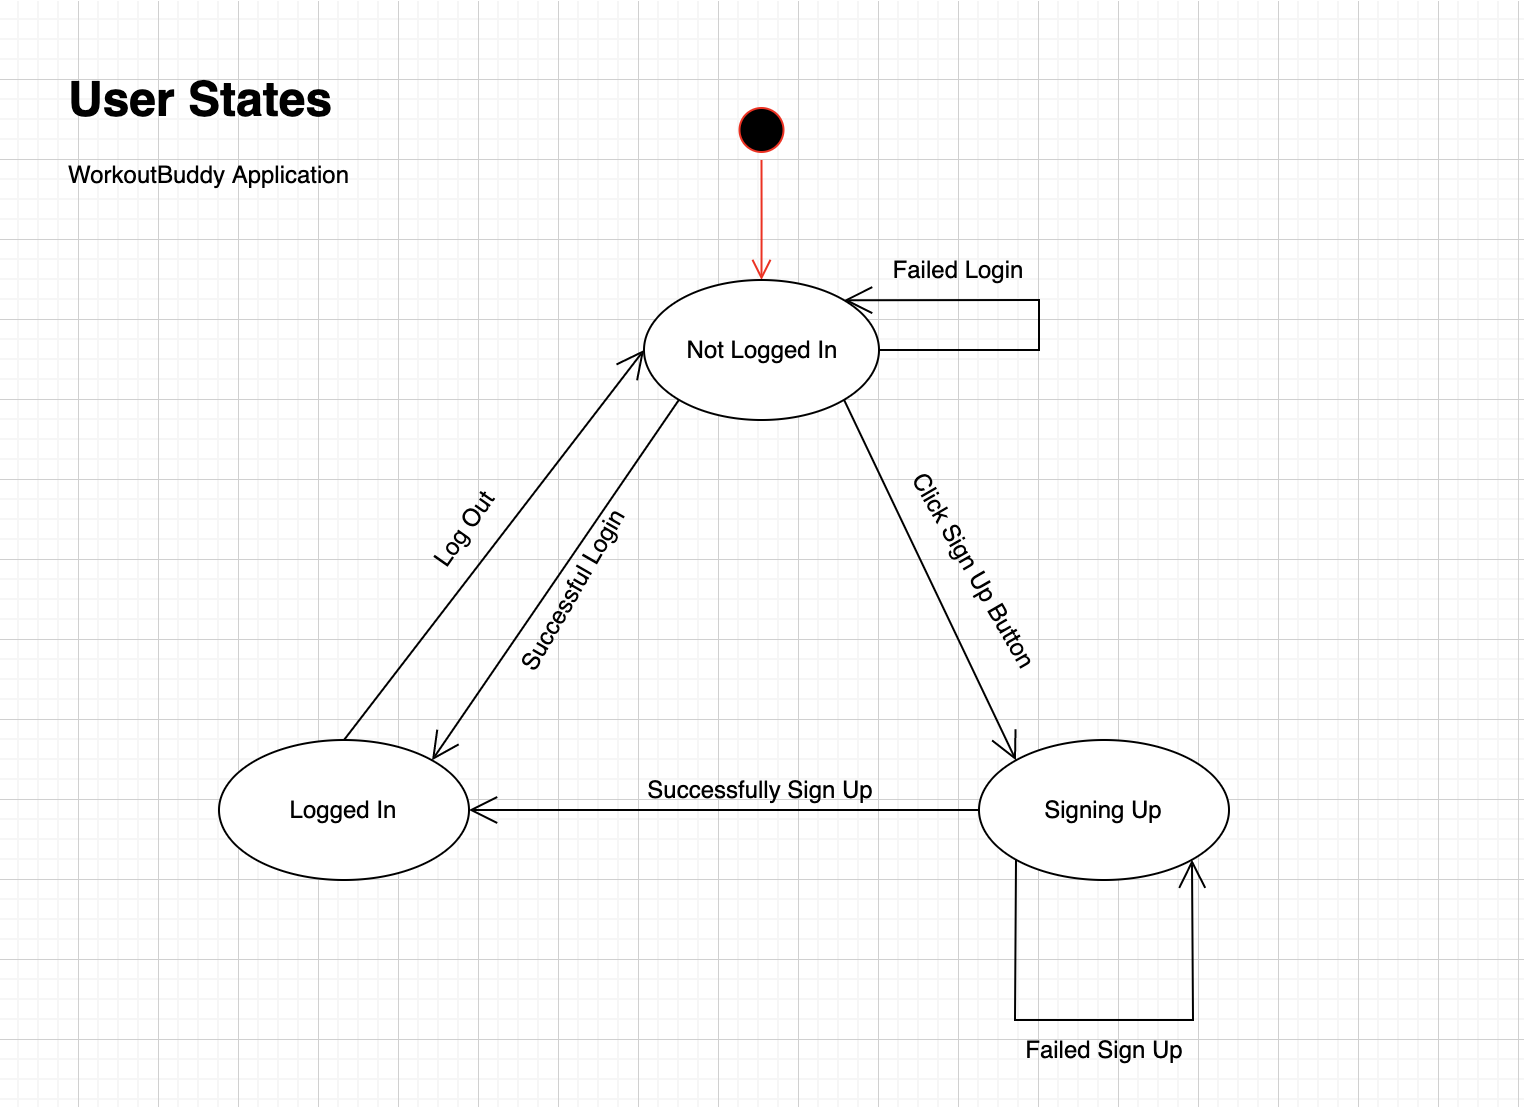 User States
WorkoutBuddy Application
Failed Login
Not Logged In
Log Out
Successful Login
Click Sign Up Button
Successfully Sign Up
Logged In
Signing Up
Failed Sign Up